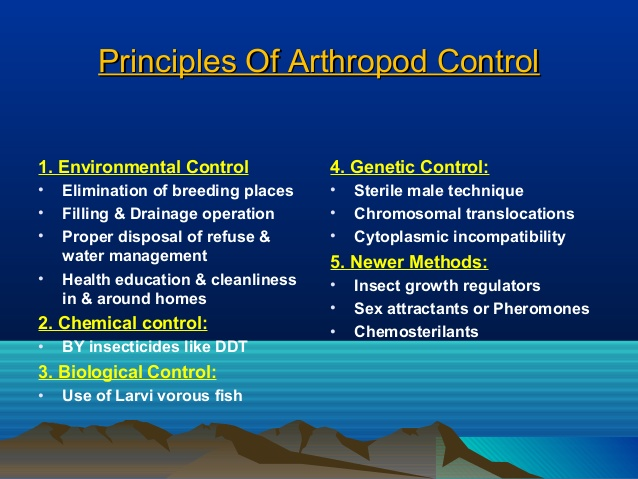 Principles Of Arthropod Control
1. Environmental Control
• Elimination of breeding places
• Filling & Drainage operation
• Proper disposal of refuse &
water management
• Health education & cleanliness
in & around homes
2. Chemical control:
• BY insecticides like DDT
3. Biological Control:
• Use of Larvi vorous fish
4. Genetic Control:
• Sterile male technique
• Chromosomal translocations
• Cytoplasmic incompatibility
5. Newer Methods:
• Insect growth regulators
• Sex attractants or Pheromones
• Chemosterilants